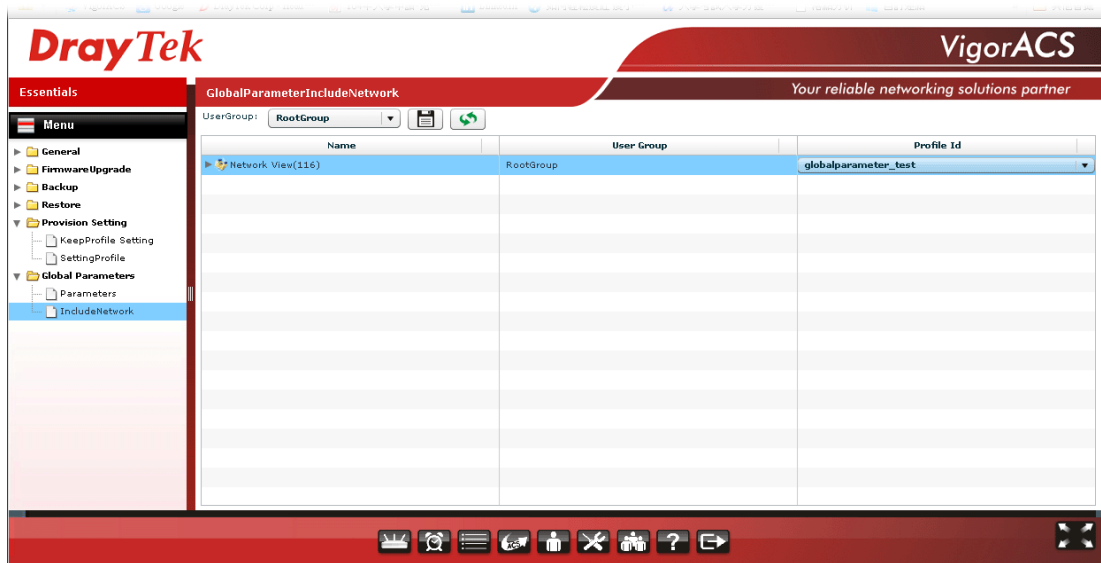 DrayTek
VigorACS
Essentials
GlobalParameterIncludeNetwork
Your reliable networking solutions partner
Menu
UserGroup:
RootGroup
General
FirmwareUpgrade
Backup
Restore
Provision Setting
KeepProfile Setting
SettingProfile
Global Parameters
Parameters
IncludeNetwork
Name
User Group
Profile Id
Network View(116)
RootGroup
globalparameter_test
?